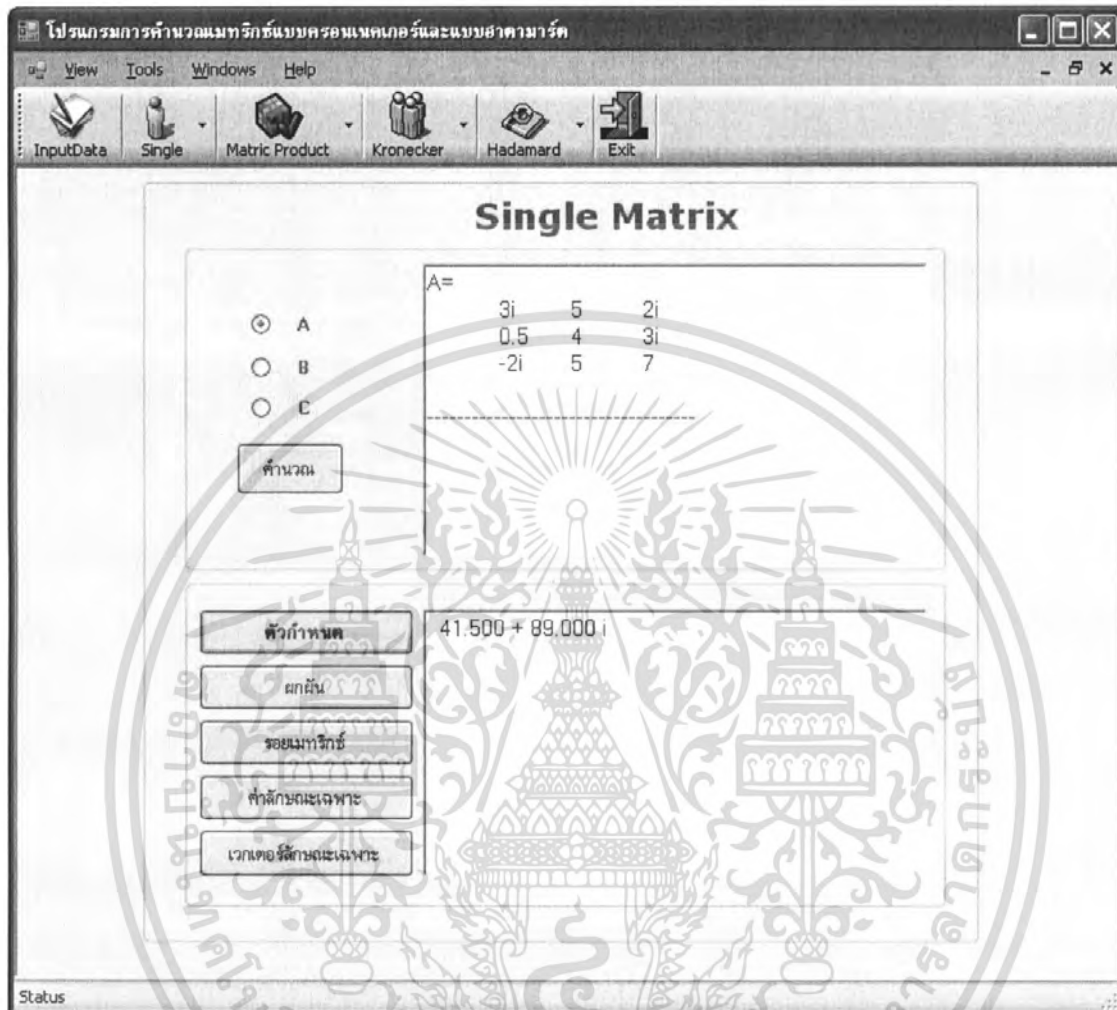 โปรแกรมการคำนวณเมทริกซ์แบบครอนเนคเกอร์และแบบฮาดามาร์ด
View Tools Windows Help
InputData Single Matric Product Kronecker Hadamard Exit
Single Matrix
A
B
C
คำนวณ
A=
3i 5 2i
0.5 4 3i
-2i 5 7
ตัวกำหนด
ผกผัน
รอยเมทริกซ์
ค่าลักษณะเฉพาะ
เวกเตอร์ลักษณะเฉพาะ
41.500 + 89.000 i
Status